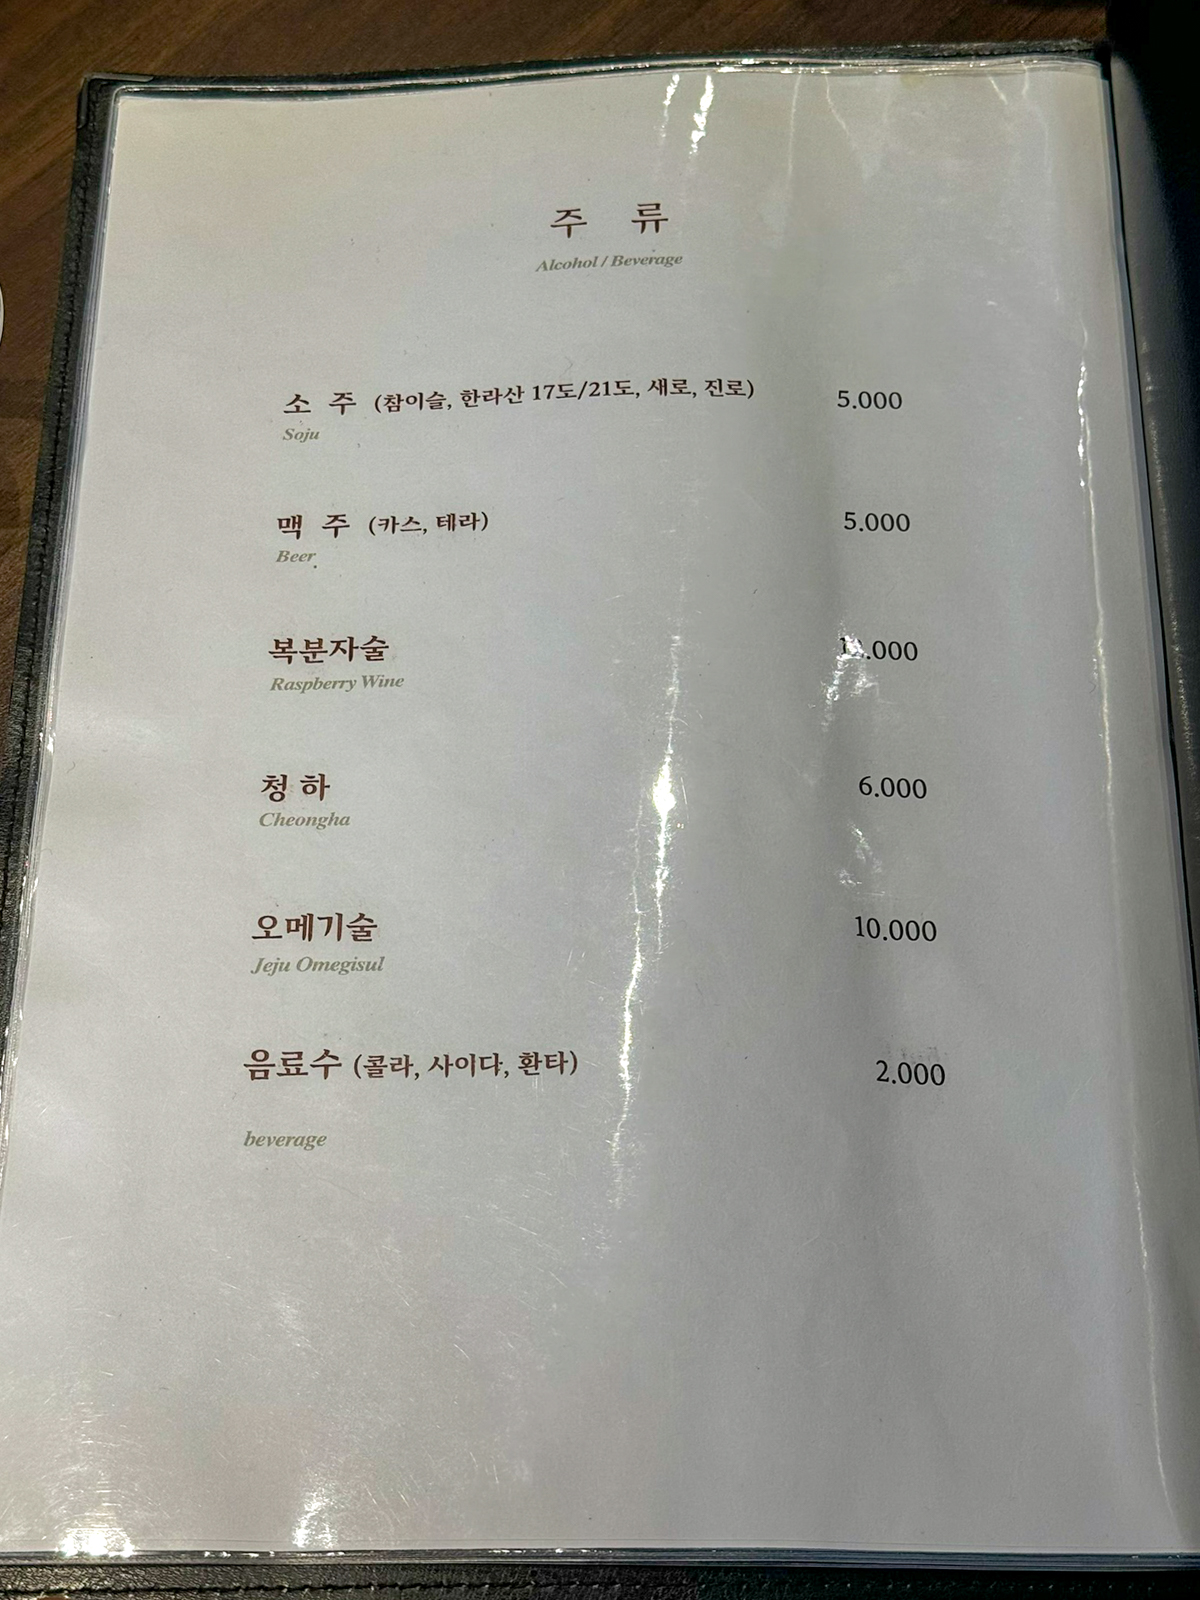 주 류
Alcohol / Beverage
소 주 (참이슬, 한라산 17도/21도, 새로, 진로) 5.000
Soju
맥 주 (카스, 테라) 5.000
Beer
복분자술
Raspberry Wine
청 하 6.000
Cheongha
오메기술 10.000
Jeju Omegisul
음료수 (콜라, 사이다, 환타) 2.000
beverage